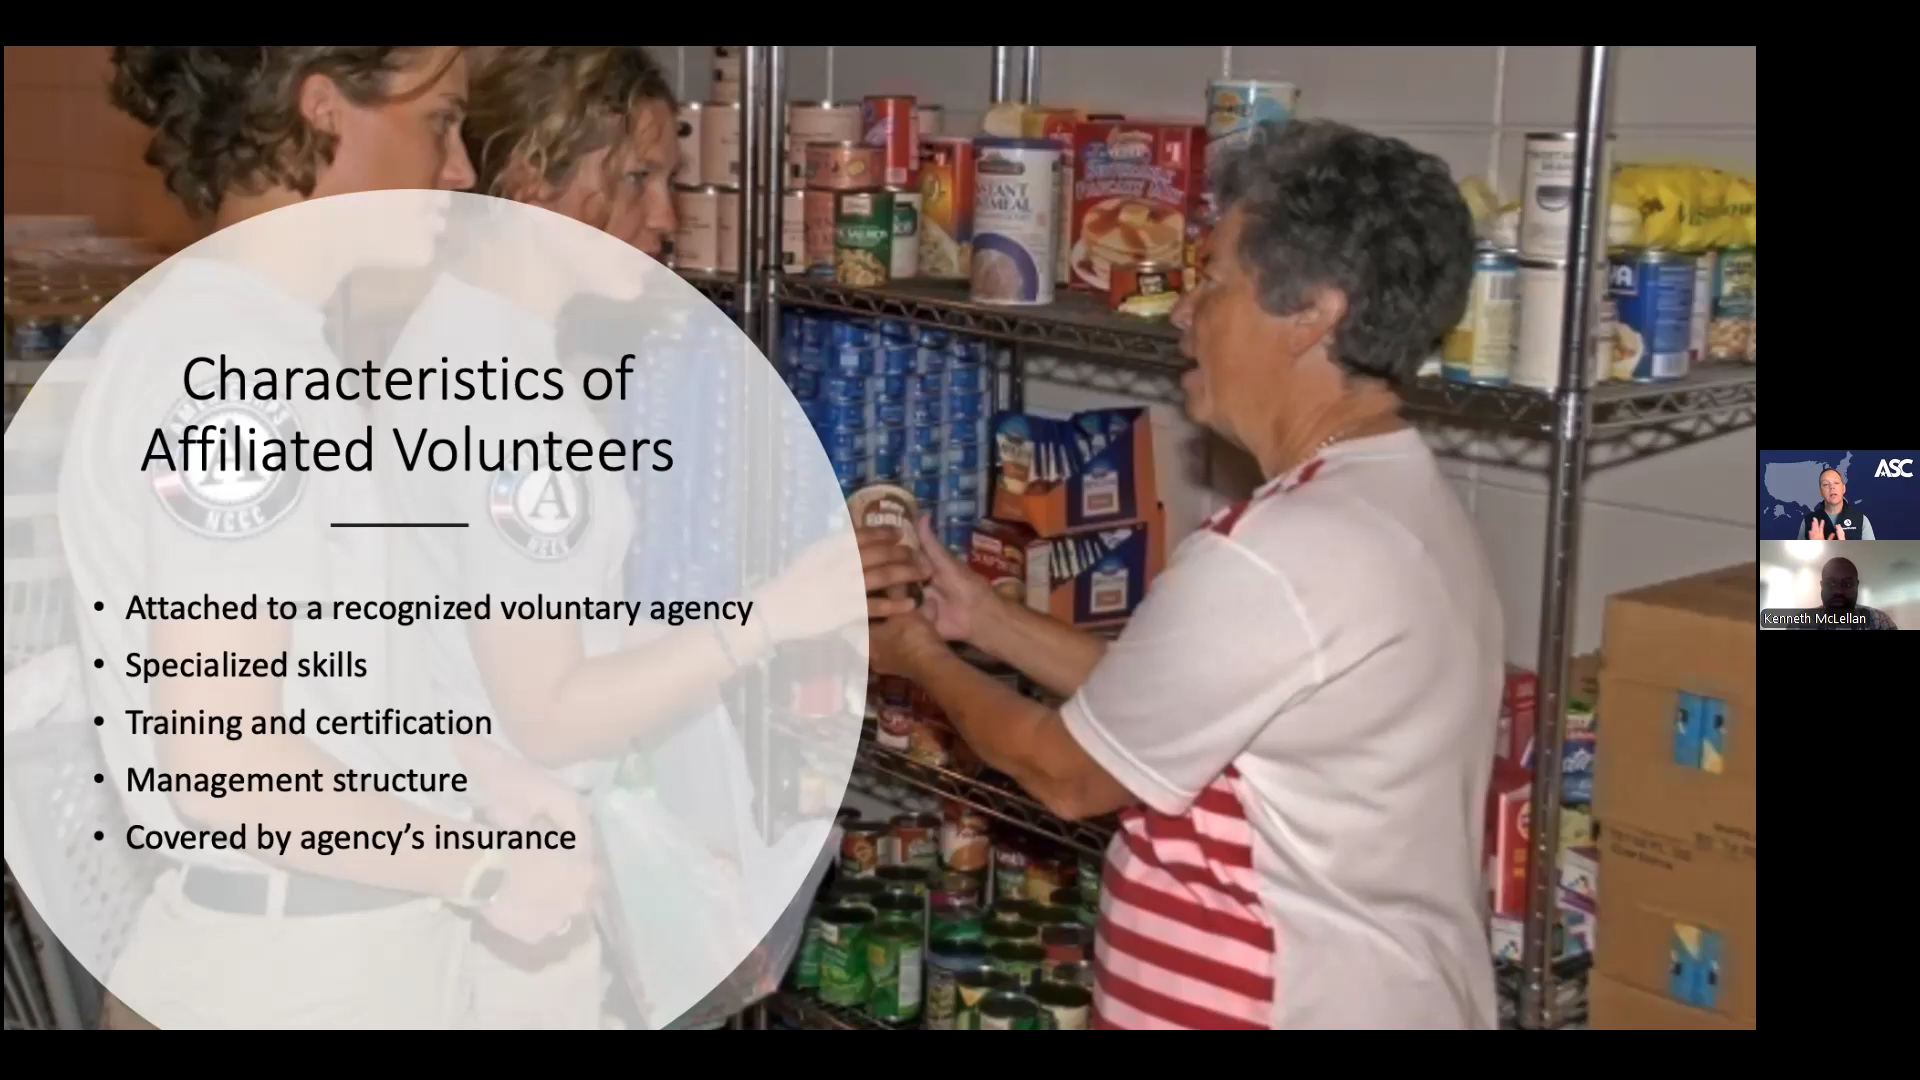 Characteristics of
Affiliated Volunteers
• Attached to a recognized voluntary agency
• Specialized skills
• Training and certification
• Management structure
• Covered by agency’s insurance
A
NCCC
A
ASC
Kenneth McLellan